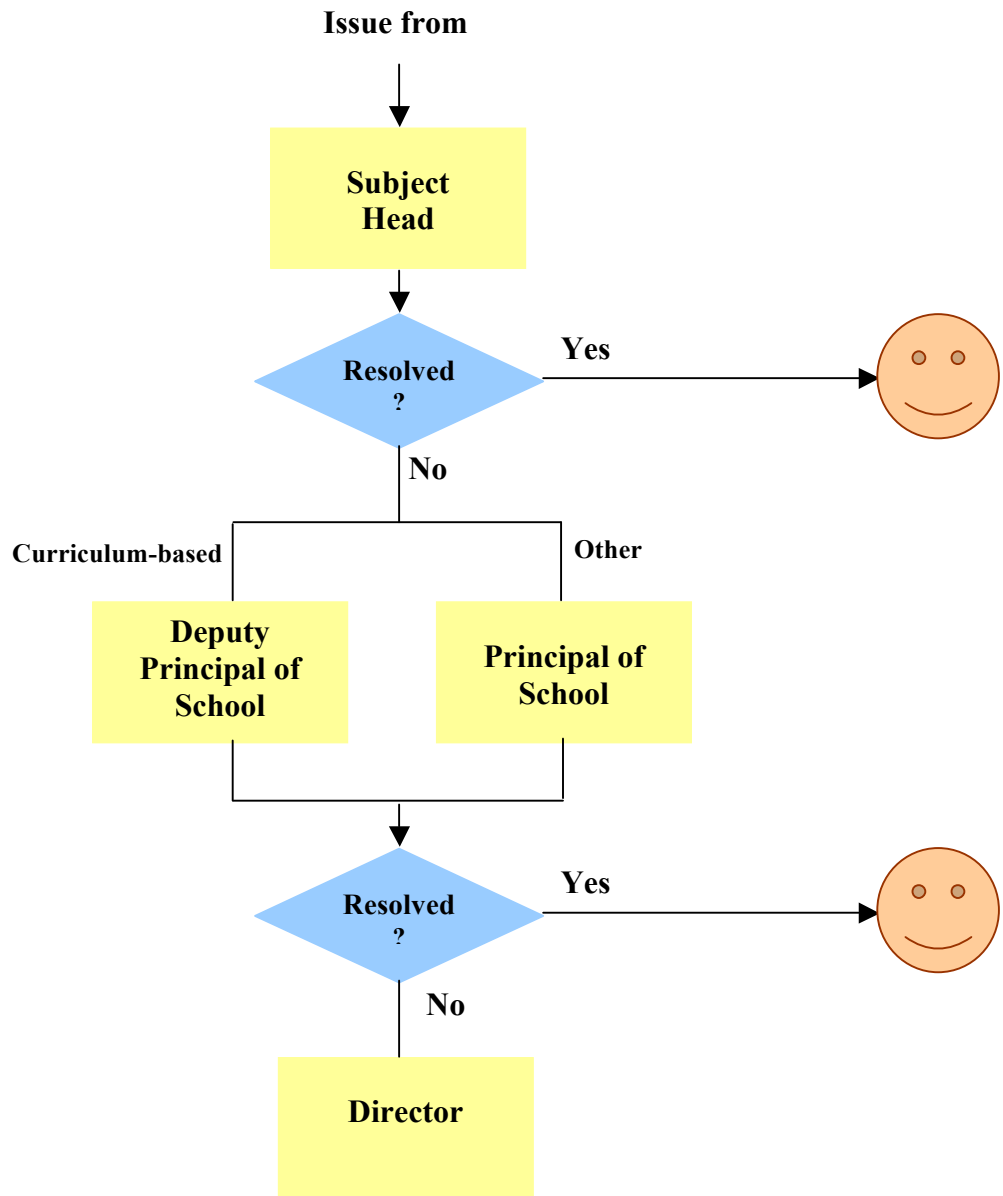 Issue from
Subject
Head
Resolved
?
Yes
No
Curriculum-based
Other
Deputy
Principal of
School
Principal of
School
Resolved
?
Yes
No
Director